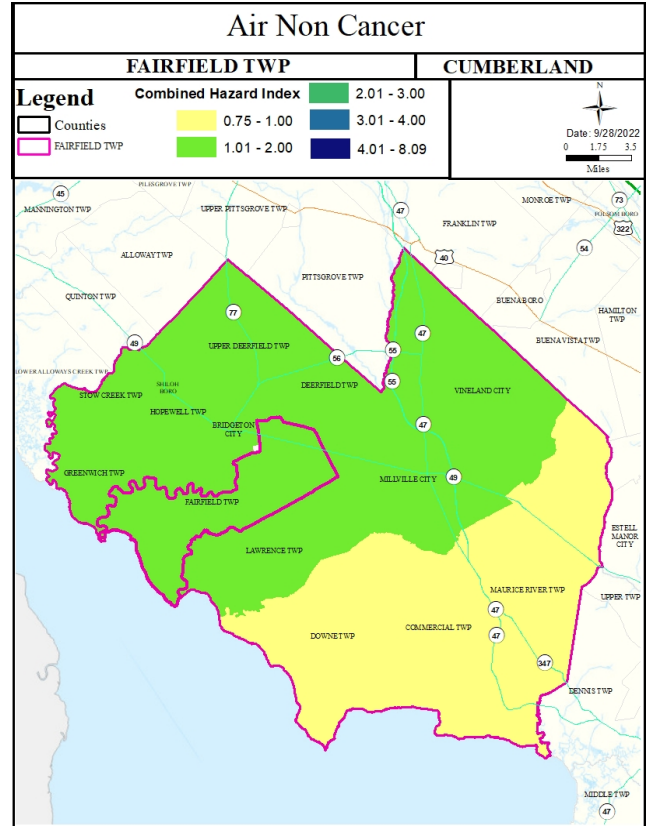 Air Non Cancer
FAIRFIELD TWP
CUMBERLAND
Legend
Counties
FAIRFIELD TWP
Combined Hazard Index
0.75 - 1.00
1.01 - 2.00
2.01 - 3.00
3.01 - 4.00
4.01 - 8.09
N
Date: 9/28/2022
0 1.75 3.5
Miles
PILESGROVE TWP
45
MANNINGTON TWP
UPPER PITTSGROVE TWP
47
MONROE TWP
73
FOLSOM BORO
322
FRANKLIN TWP
54
40
ALLOWAY TWP
PITTSGROVE TWP
QUINTON TWP
BUENA BORO
HAMILTON
TWP
77
49
47
BUENA VISTA TWP
UPPER DEERFIELD TWP
55
56
LOWER ALLOWAYS CREEK TWP
SHILOH
BORO
DEERFIELD TWP
55
VINELAND CITY
STOW CREEK TWP
HOPEWELL TWP
BRIDGETON
CITY
47
GREENWICH TWP
MILLVILLE CITY
49
FAIRFIELD TWP
ESTELL
MANOR
CITY
LAWRENCE TWP
MAURICE RIVER TWP
UPPER TWP
47
DOWNE TWP
COMMERCIAL TWP
47
347
DENNIS TWP
MIDDLE TWP
47